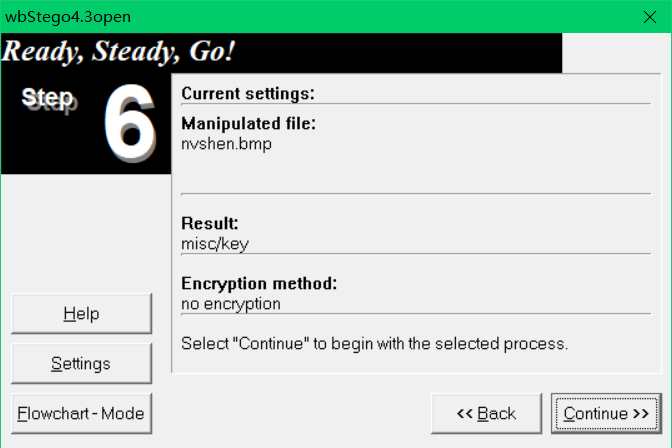 wbStego4.3open
Ready, Steady, Go!
Step 6
Current settings:
Manipulated file:
nvshen.bmp
Result:
misc/key
Encryption method:
no encryption
Select "Continue" to begin with the selected process.
Help
Settings
Flowchart-Mode
<< Back
Continue >>